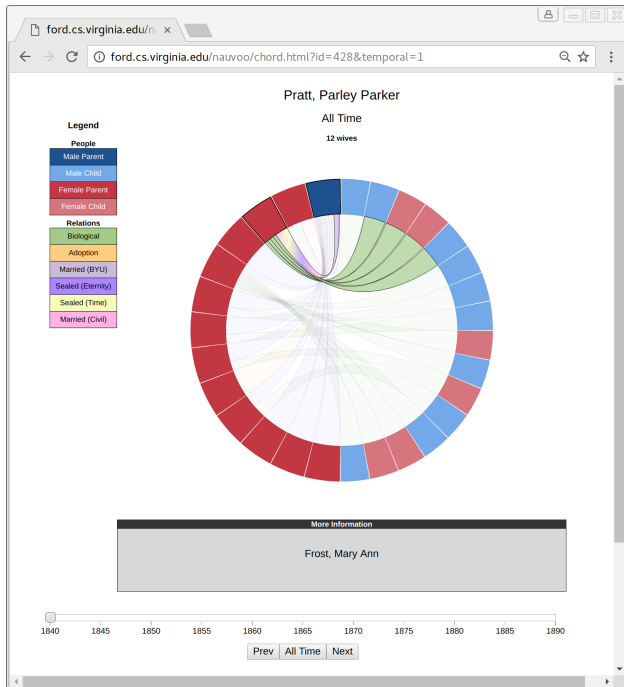 ford.cs.virginia.edu/n
ford.cs.virginia.edu/nauvoo/chord.html?id=428&temporal=1
Pratt, Parley Parker
All Time
12 wives
Legend
People
Male Parent
Male Child
Female Parent
Female Child
Relations
Biological
Adoption
Married (BYU)
Sealed (Eternity)
Sealed (Time)
Married (Civil)
More Information
Frost, Mary Ann
1840 1845 1850 1855 1860 1865 1870 1875 1880 1885 1890
Prev All Time Next